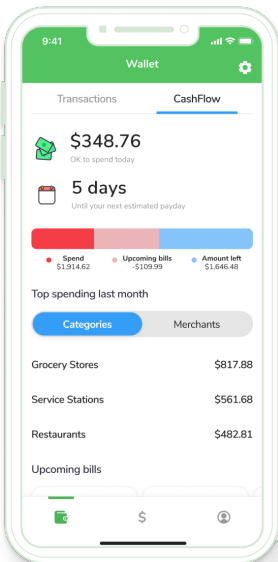 9:41
Wallet
Transactions CashFlow
$348.76
OK to spend today
5 days
Until your next estimated payday
Spend Upcoming bills Amount left
$1,914.62 -$109.99 $1,646.48
Top spending last month
Categories Merchants
Grocery Stores $817.88
Service Stations $561.68
Restaurants $482.81
Upcoming bills
$